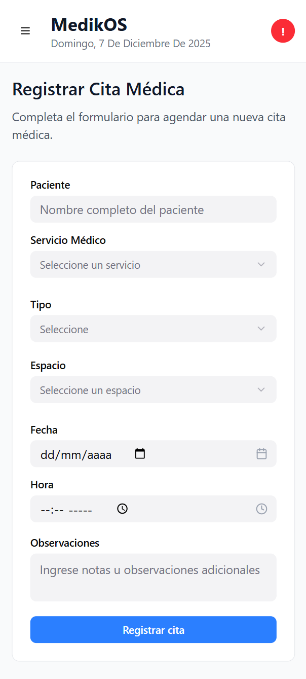 MedikOS
Domingo, 7 De Diciembre De 2025
!
Registrar Cita Médica
Completa el formulario para agendar una nueva cita
médica.
Paciente
Nombre completo del paciente
Servicio Médico
Seleccione un servicio
Tipo
Seleccione
Espacio
Seleccione un espacio
Fecha
dd/mm/aaaa
Hora
--:-- -----
Observaciones
Ingrese notas u observaciones adicionales
Registrar cita